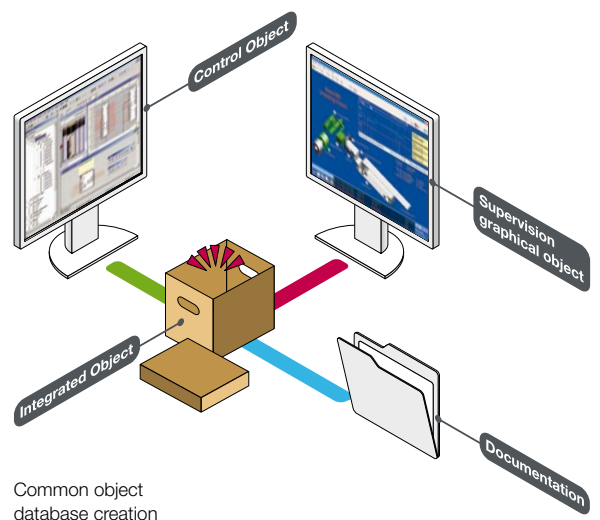 Control Object
Supervision
graphical object
Integrated Object
Documentation
Common object
database creation